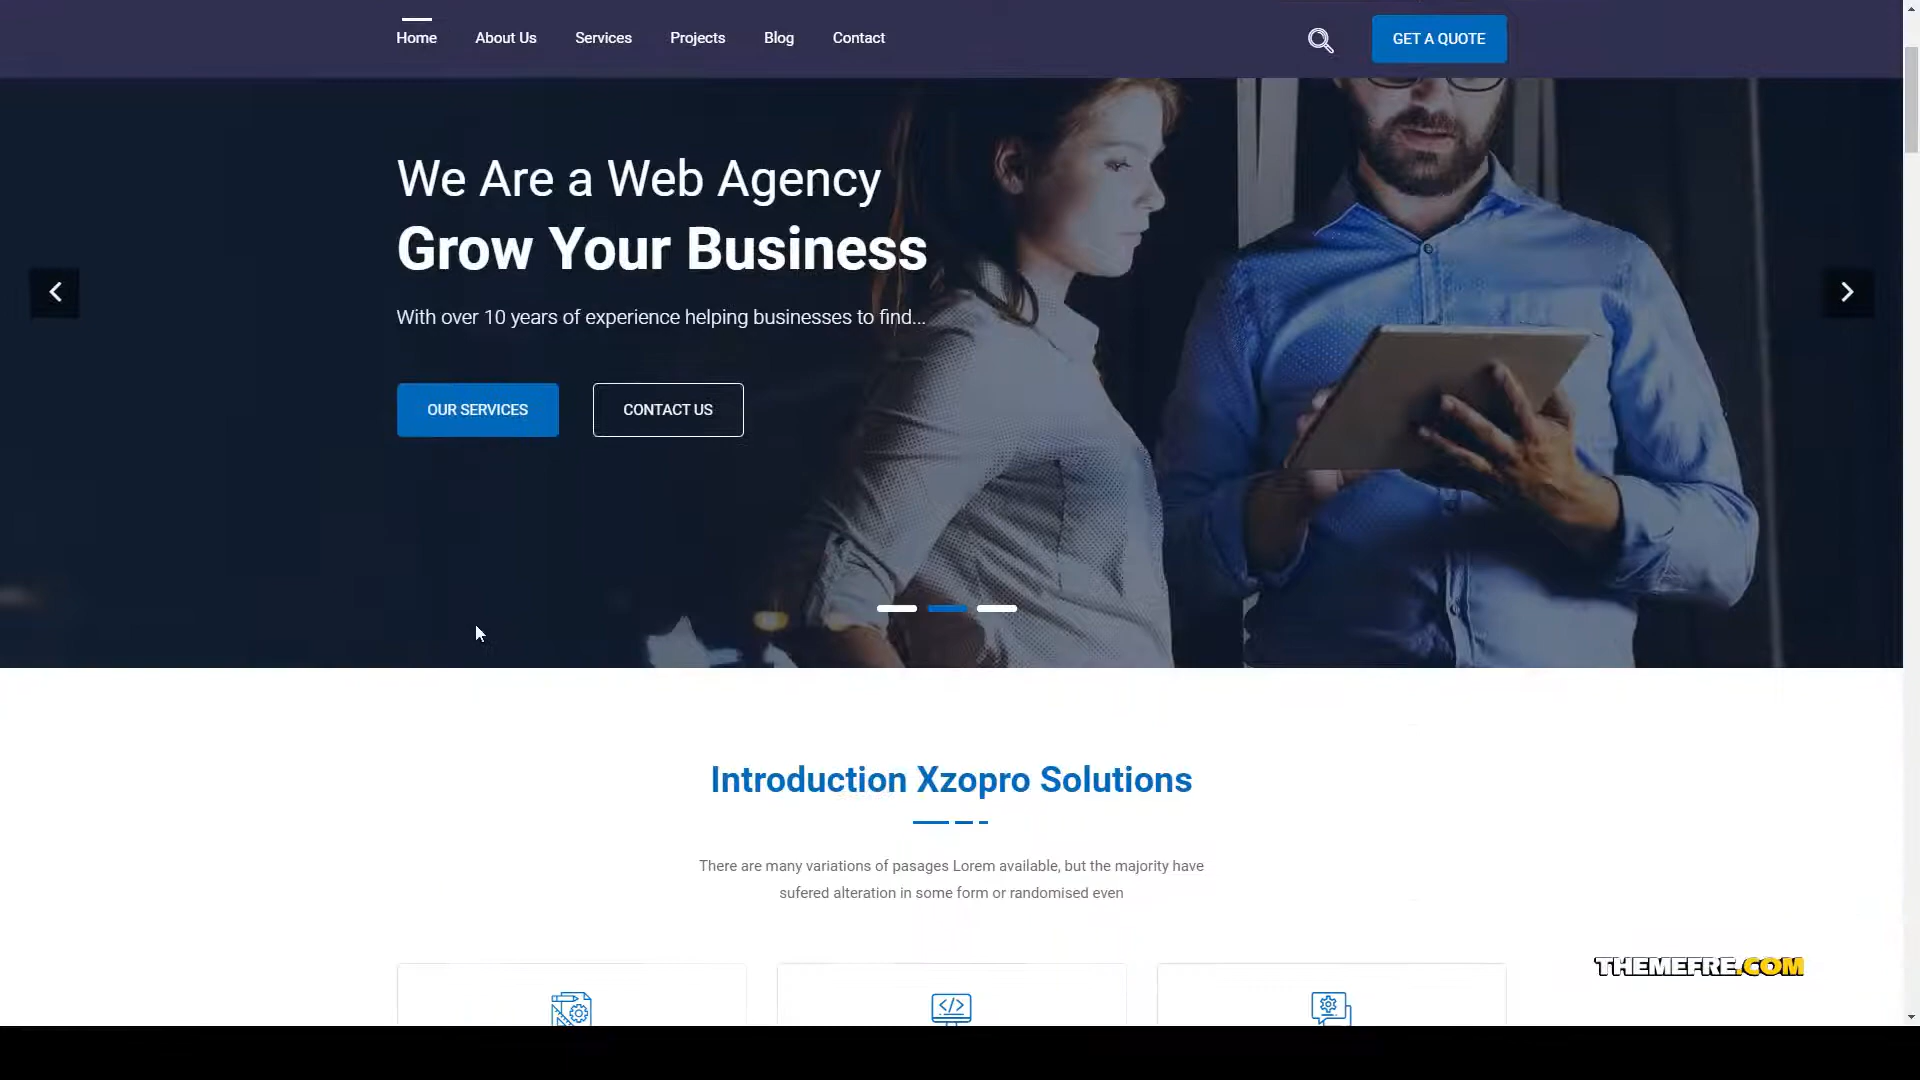 Home About Us Services Projects Blog Contact GET A QUOTE
We Are a Web Agency
Grow Your Business
With over 10 years of experience helping businesses to find...
OUR SERVICES CONTACT US
Introduction Xzopro Solutions
There are many variations of pasages Lorem available, but the majority have
sufered alteration in some form or randomised even
THEMEFRE.COM